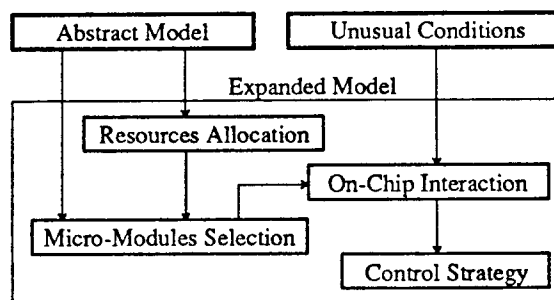 Abstract Model
Unusual Conditions
Expanded Model
Resources Allocation
On-Chip Interaction
Micro-Modules Selection
Control Strategy